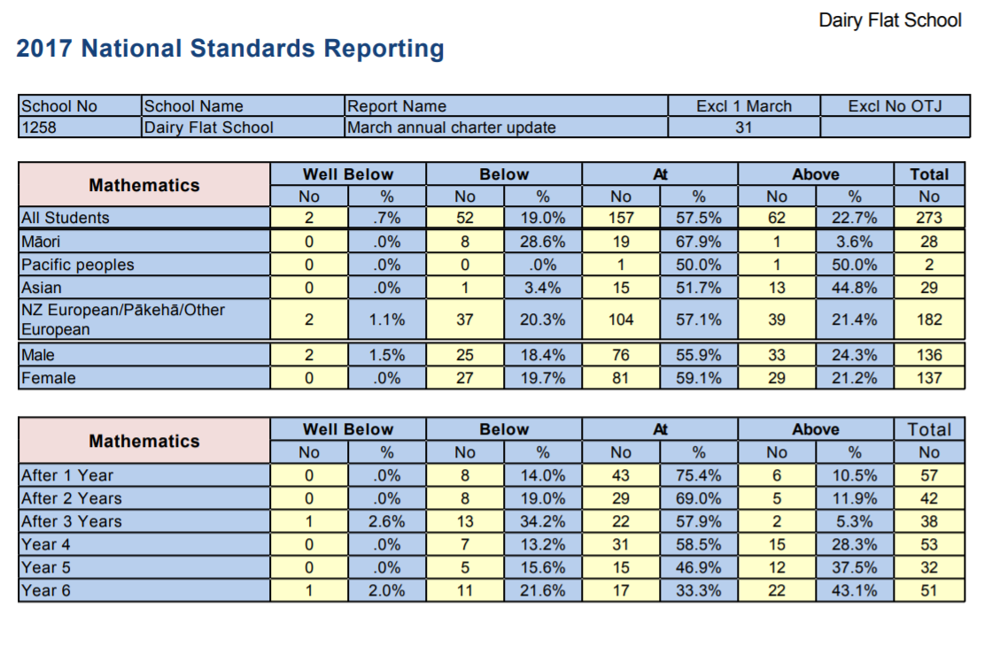 Dairy Flat School
2017 National Standards Reporting
School No School Name Report Name Excl 1 March Excl No OTJ
1258 Dairy Flat School March annual charter update 31
Mathematics Well Below Below At Above Total
No % No % No % No % No
All Students 2 .7% 52 19.0% 157 57.5% 62 22.7% 273
Māori 0 .0% 8 28.6% 19 67.9% 1 3.6% 28
Pacific peoples 0 .0% 0 .0% 1 50.0% 1 50.0% 2
Asian 0 .0% 1 3.4% 15 51.7% 13 44.8% 29
NZ European/Pākehā/Other
European 2 1.1% 37 20.3% 104 57.1% 39 21.4% 182
Male 2 1.5% 25 18.4% 76 55.9% 33 24.3% 136
Female 0 .0% 27 19.7% 81 59.1% 29 21.2% 137
Mathematics Well Below Below At Above Total
No % No % No % No % No
After 1 Year 0 .0% 8 14.0% 43 75.4% 6 10.5% 57
After 2 Years 0 .0% 8 19.0% 29 69.0% 5 11.9% 42
After 3 Years 1 2.6% 13 34.2% 22 57.9% 2 5.3% 38
Year 4 0 .0% 7 13.2% 31 58.5% 15 28.3% 53
Year 5 0 .0% 5 15.6% 15 46.9% 12 37.5% 32
Year 6 1 2.0% 11 21.6% 17 33.3% 22 43.1% 51